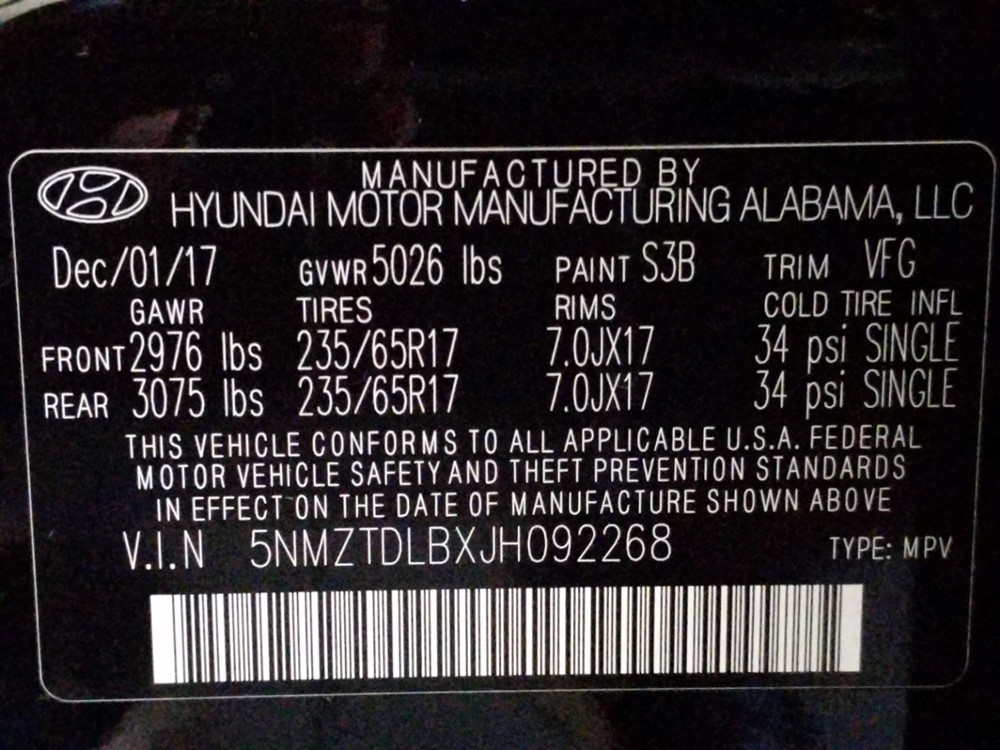 MANUFACTURED BY
HYUNDAI MOTOR MANUFACTURING ALABAMA, LLC
Dec/01/17 GVWR 5026 lbs PAINT S3B TRIM VFG
GAWR TIRES RIMS COLD TIRE INFL
FRONT 2976 lbs 235/65R17 7.0JX17 34 psi SINGLE
REAR 3075 lbs 235/65R17 7.0JX17 34 psi SINGLE
THIS VEHICLE CONFORMS TO ALL APPLICABLE U.S.A. FEDERAL
MOTOR VEHICLE SAFETY AND THEFT PREVENTION STANDARDS
IN EFFECT ON THE DATE OF MANUFACTURE SHOWN ABOVE
V.I.N 5NMZTDLBXJH092268 TYPE: MPV